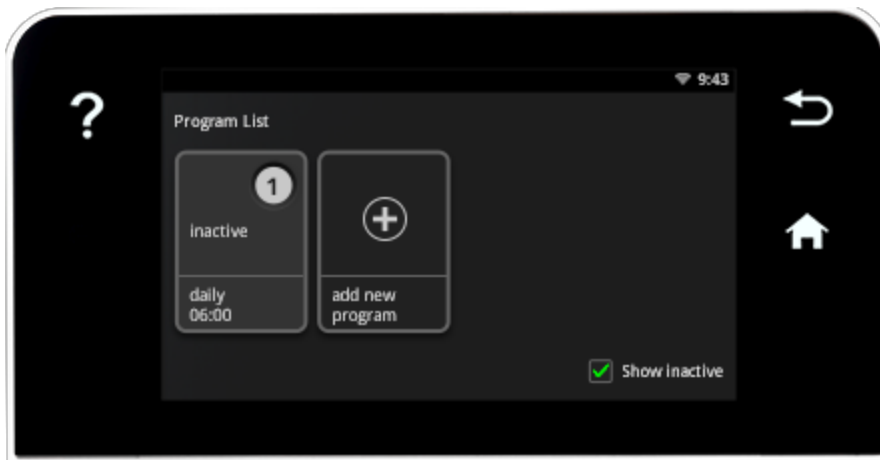 9:43
Program List
1
inactive
daily
06:00
add new
program
Show inactive